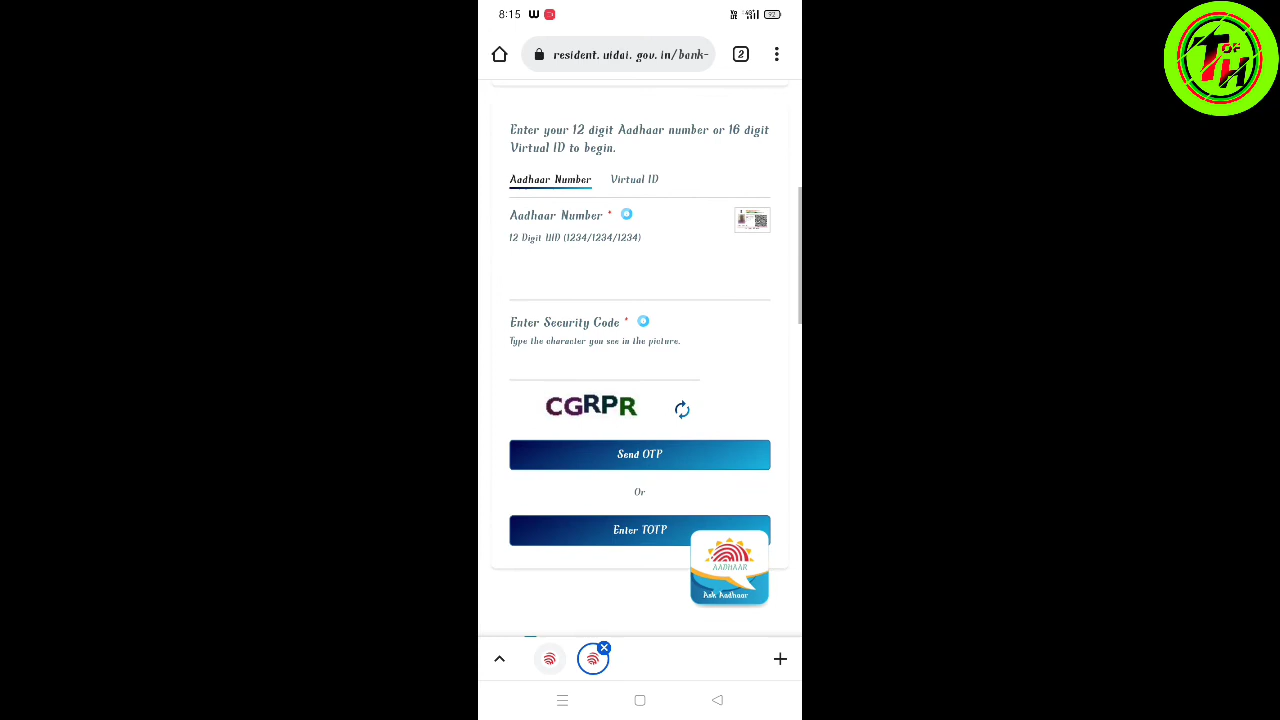 8:15
resident. uidai. gov. in/bank-
2
Enter your 12 digit Aadhaar number or 16 digit
Virtual ID to begin.
Aadhaar Number Virtual ID
Aadhaar Number *
12 Digit UID (1234/1234/1234)
Enter Security Code *
Type the character you see in the picture.
CGRPR
Send OTP
Or
Enter TOTP
AADHAAR
Ask Aadhaar
T OF H